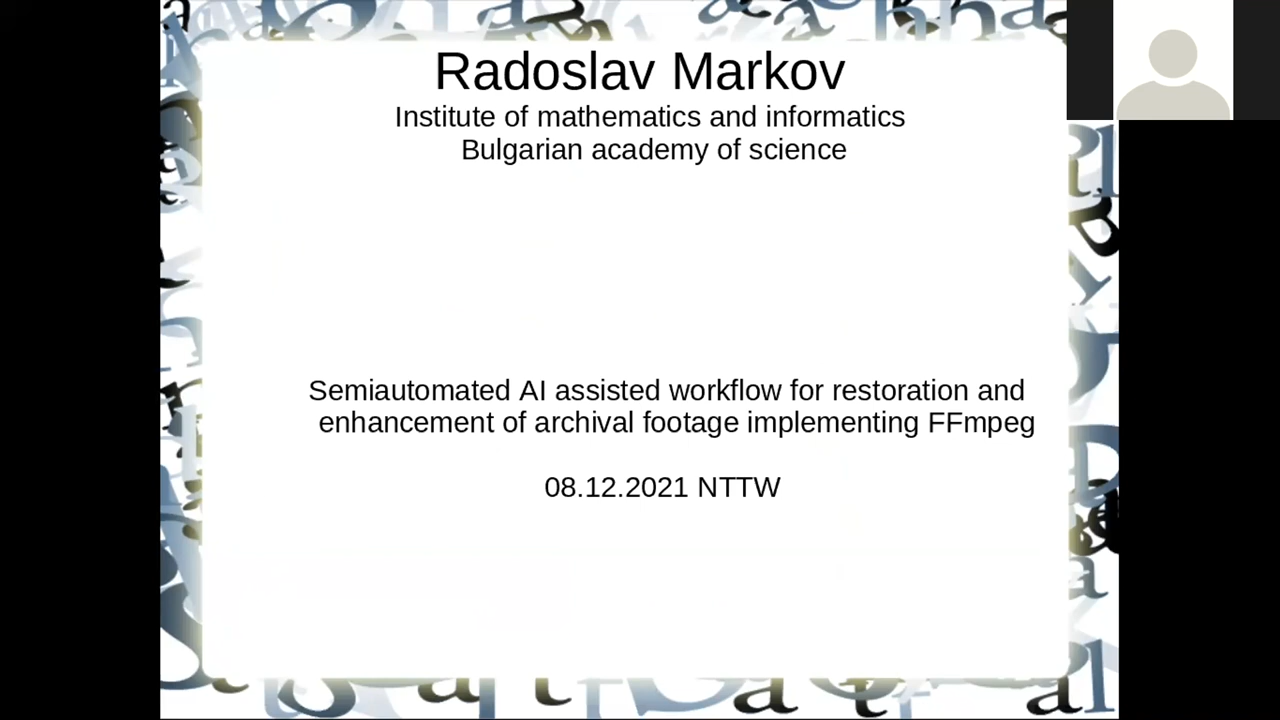 Radoslav Markov
Institute of mathematics and informatics
Bulgarian academy of science
Semiautomated AI assisted workflow for restoration and
enhancement of archival footage implementing FFmpeg
08.12.2021 NTTW